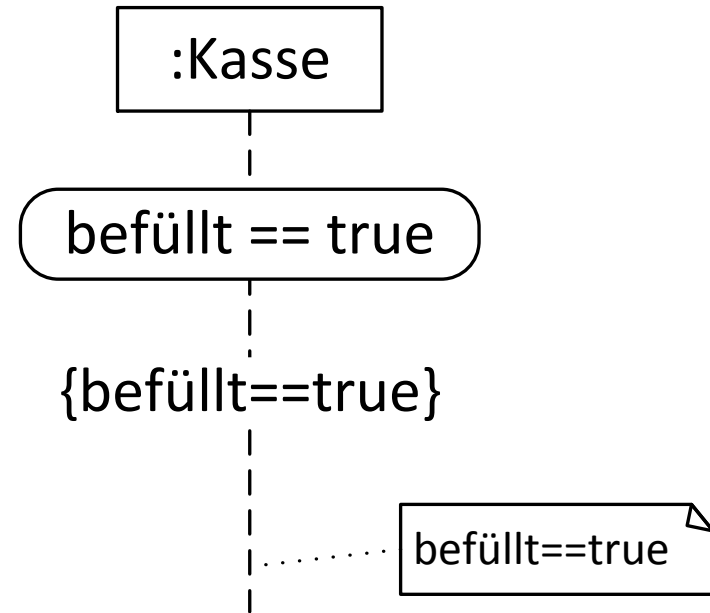 :Kasse
befüllt == true
{befüllt==true}
befüllt==true